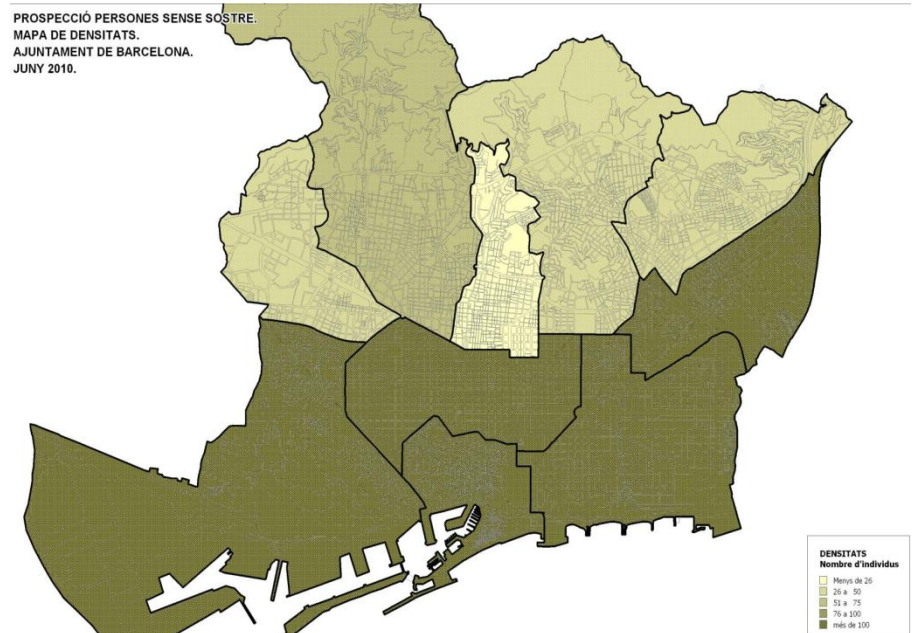 PROSPECCIÓ PERSONES SENSE SOSTRE.
MAPA DE DENSITATS.
AJUNTAMENT DE BARCELONA.
JUNY 2010.
DENSITATS
Nombre d'individus
Menys de 26
26 a 50
51 a 75
76 a 100
més de 100